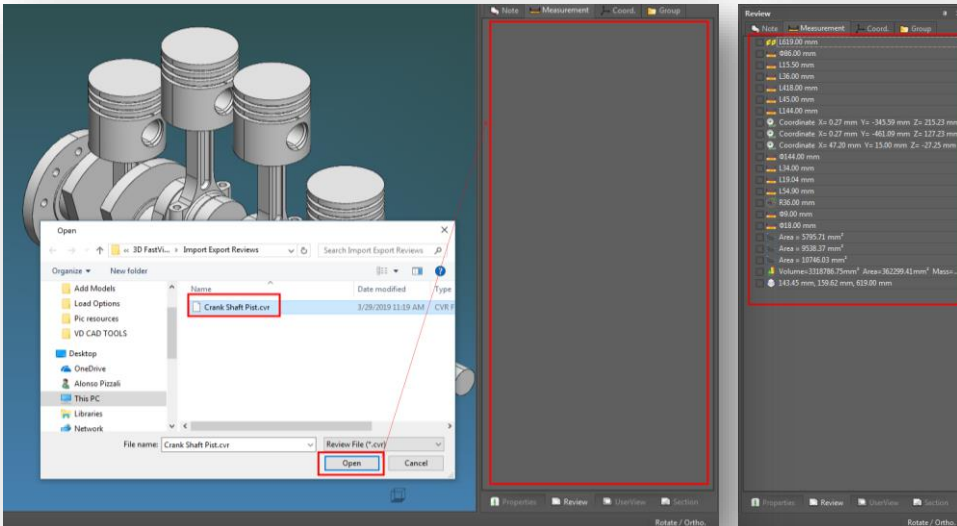 Note Measurement Coord. Group
Open
« 3D FastVi... › Import Export Reviews
Search Import Export Reviews
Organize
New folder
Add Models
Load Options
Pic resources
VD CAD TOOLS
Desktop
OneDrive
Alonso Pizzali
This PC
Libraries
Network
Name Date modified Type
Crank Shaft Pist.cvr 3/29/2019 11:19 AM CVR F
File name: Crank Shaft Pist.cvr
Review File (*.cvr)
Open Cancel
Properties Review UserView Section
Rotate / Ortho.
Review
Note Measurement Coord. Group
L619.00 mm
Φ86.00 mm
L15.50 mm
L36.00 mm
L418.00 mm
L45.00 mm
L144.00 mm
Coordinate X= 0.27 mm Y= -345.59 mm Z= 215.23 mm
Coordinate X= 0.27 mm Y= -461.09 mm Z= 127.23 mm
Coordinate X= 47.20 mm Y= 15.00 mm Z= -27.25 mm
Φ144.00 mm
L34.00 mm
L19.04 mm
L54.90 mm
R36.00 mm
Φ9.00 mm
Φ18.00 mm
Area = 5795.71 mm²
Area = 9538.37 mm²
Area = 10746.03 mm²
Volume=3318786.75mm³ Area=362299.41mm² Mass=...
143.45 mm, 159.62 mm, 619.00 mm
Properties Review UserView Section
Rotate / Ortho.